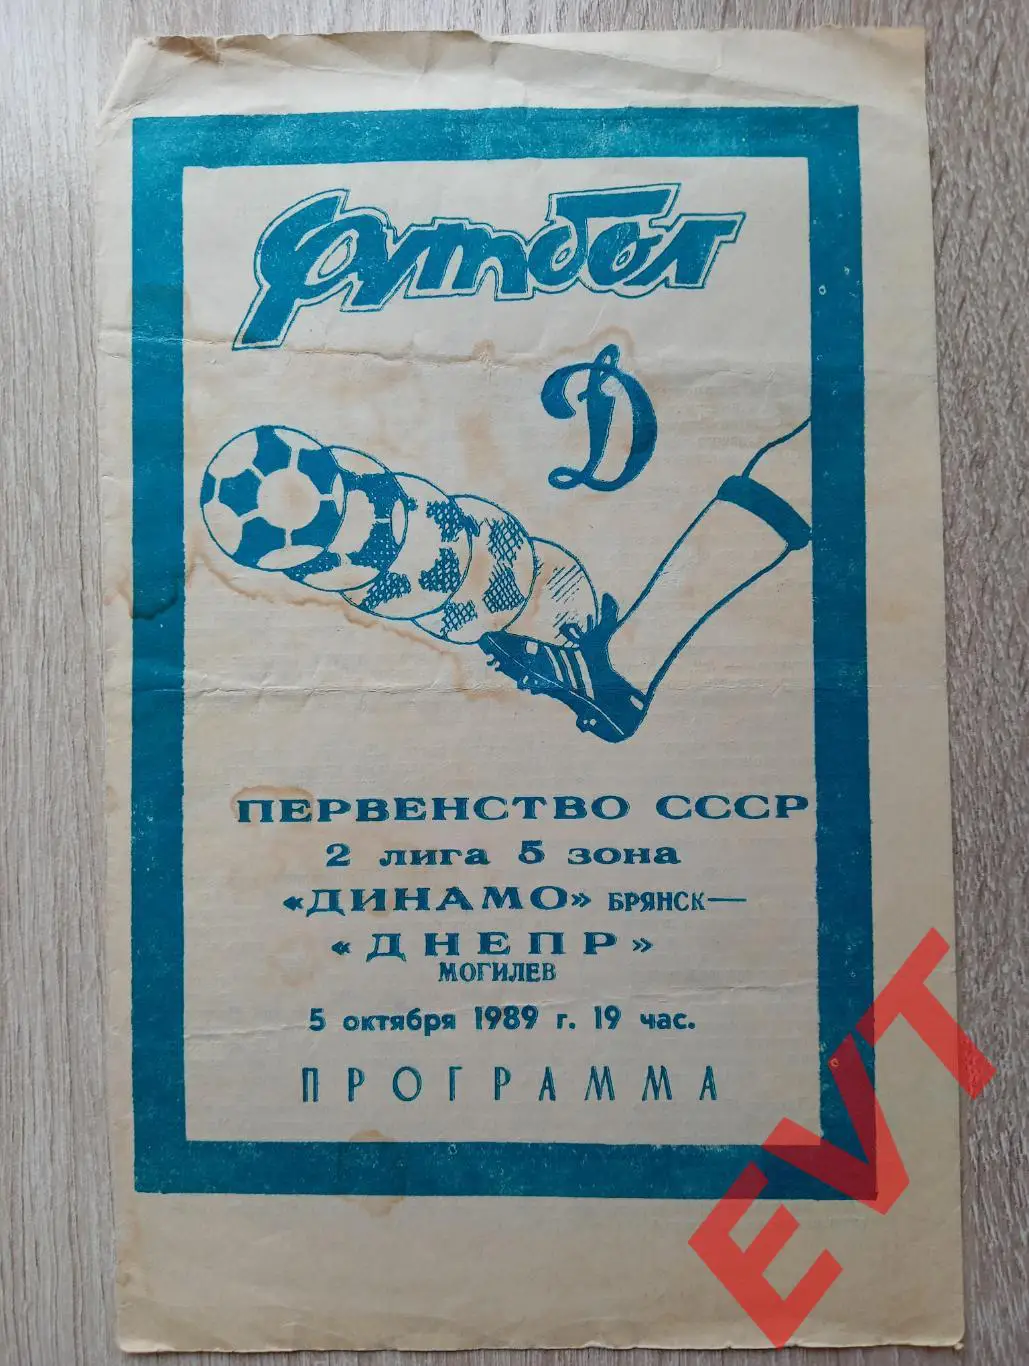 Футбол
Д
ПЕРВЕНСТВО СССР
2 лига 5 зона
«ДИНАМО» БРЯНСК—
«ДНЕПР»
МОГИЛЕВ
5 октября 1989 г. 19 час.
ПРОГРАММА
EVT